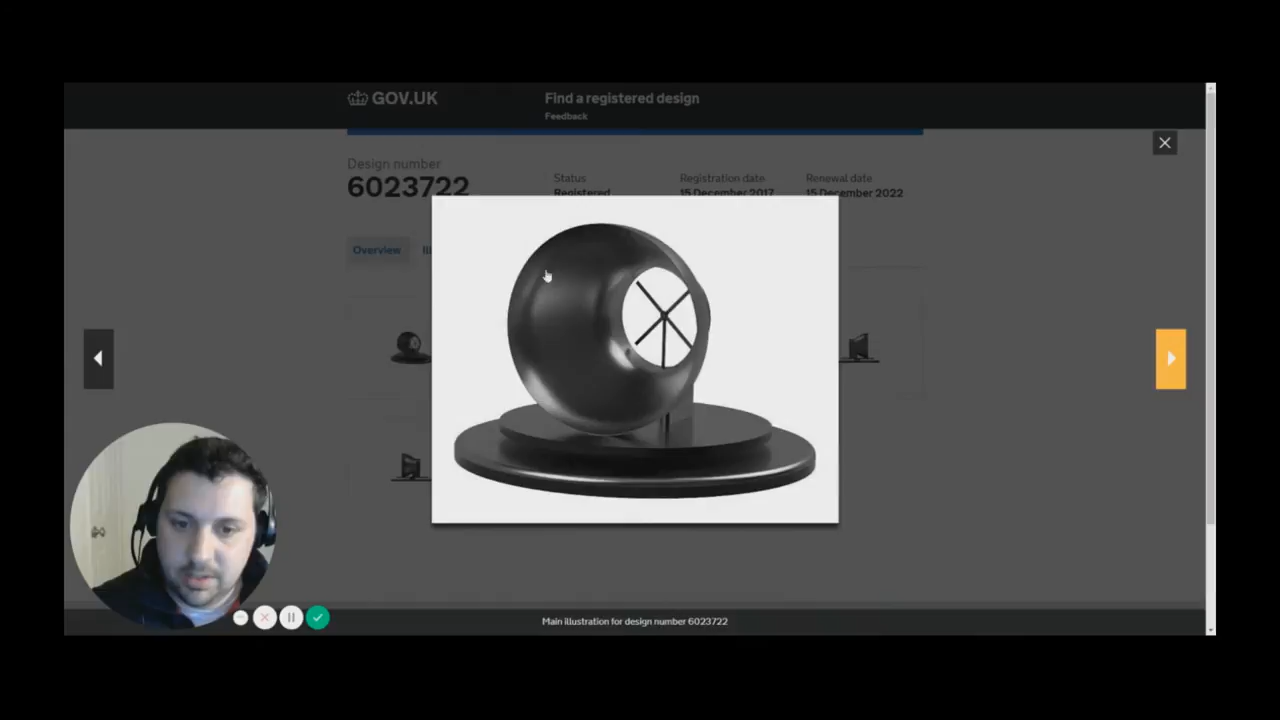 GOV.UK
Find a registered design
Feedback
Design number
6023722
Status
Registered
Registration date
15 December 2017
Renewal date
15 December 2022
Overview
Main illustration for design number 6023722